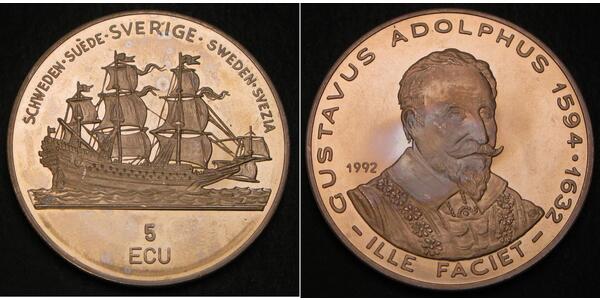 SCHWEDEN·SUÈDE·SVERIGE·SWEDEN·SVEZIA
5
ECU
GUSTAVUS ADOLPHUS 1594·1632
1992
- ILLE FACIET -